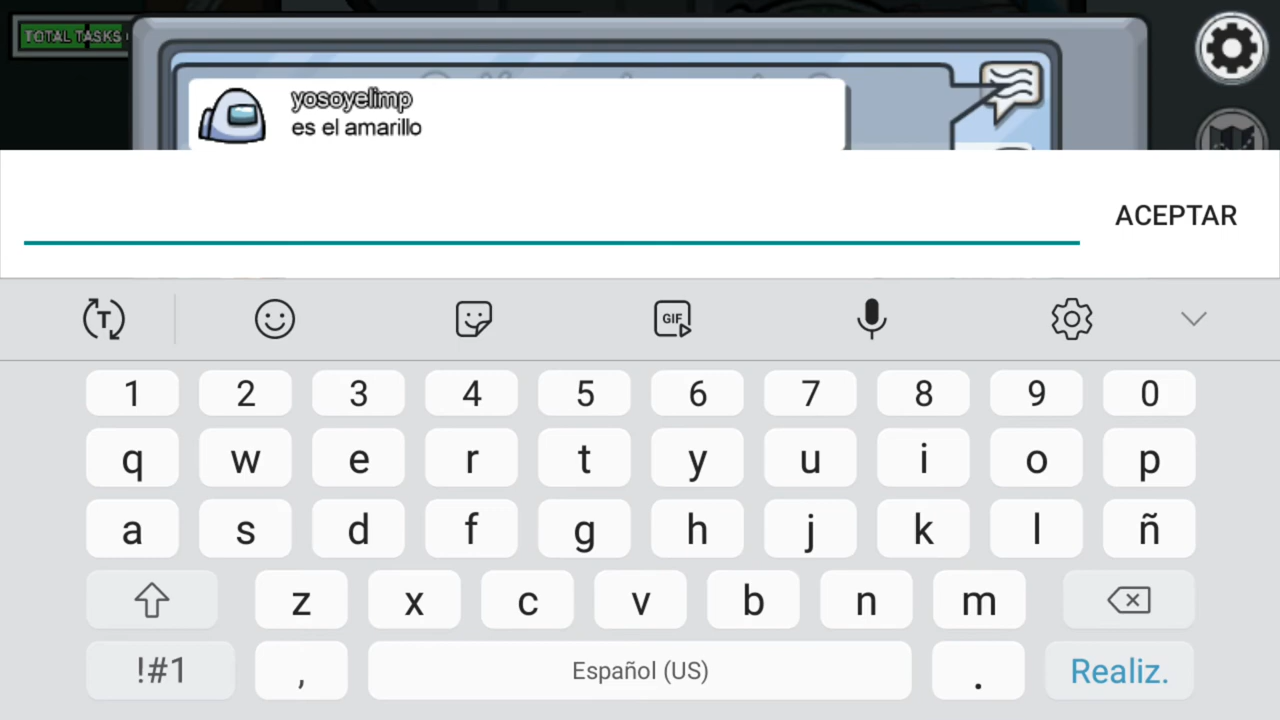 TOTAL TASKS
yosoyelimp
es el amarillo
ACEPTAR
T
GIF
1 2 3 4 5 6 7 8 9 0
q w e r t y u i o p
a s d f g h j k l ñ
z x c v b n m
!#1 , Español (US) . Realiz.